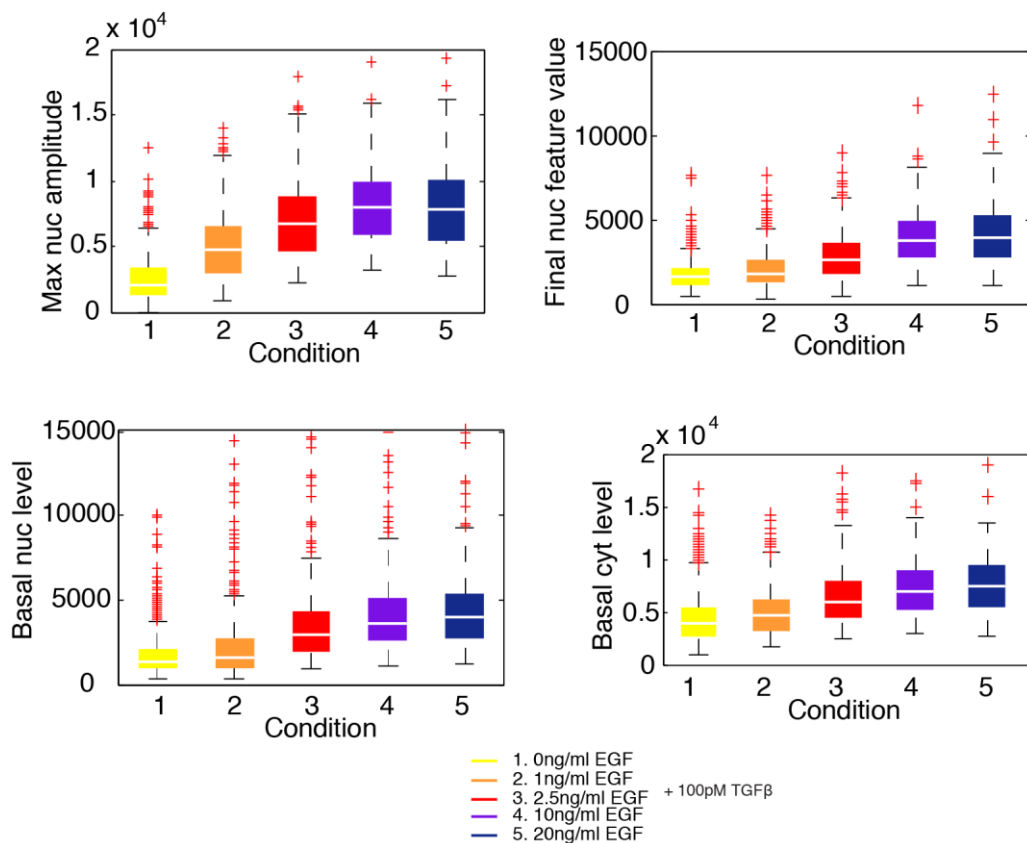 x 10⁴
2
1.5
1
0.5
0
Max nuc amplitude
1 2 3 4 5
Condition
15000
10000
5000
0
Final nuc feature value
1 2 3 4 5
Condition
15000
10000
5000
0
Basal nuc level
1 2 3 4 5
Condition
x 10⁴
2
1.5
1
0.5
0
Basal cyt level
1 2 3 4 5
Condition
1. 0ng/ml EGF
2. 1ng/ml EGF
3. 2.5ng/ml EGF + 100pM TGFβ
4. 10ng/ml EGF
5. 20ng/ml EGF